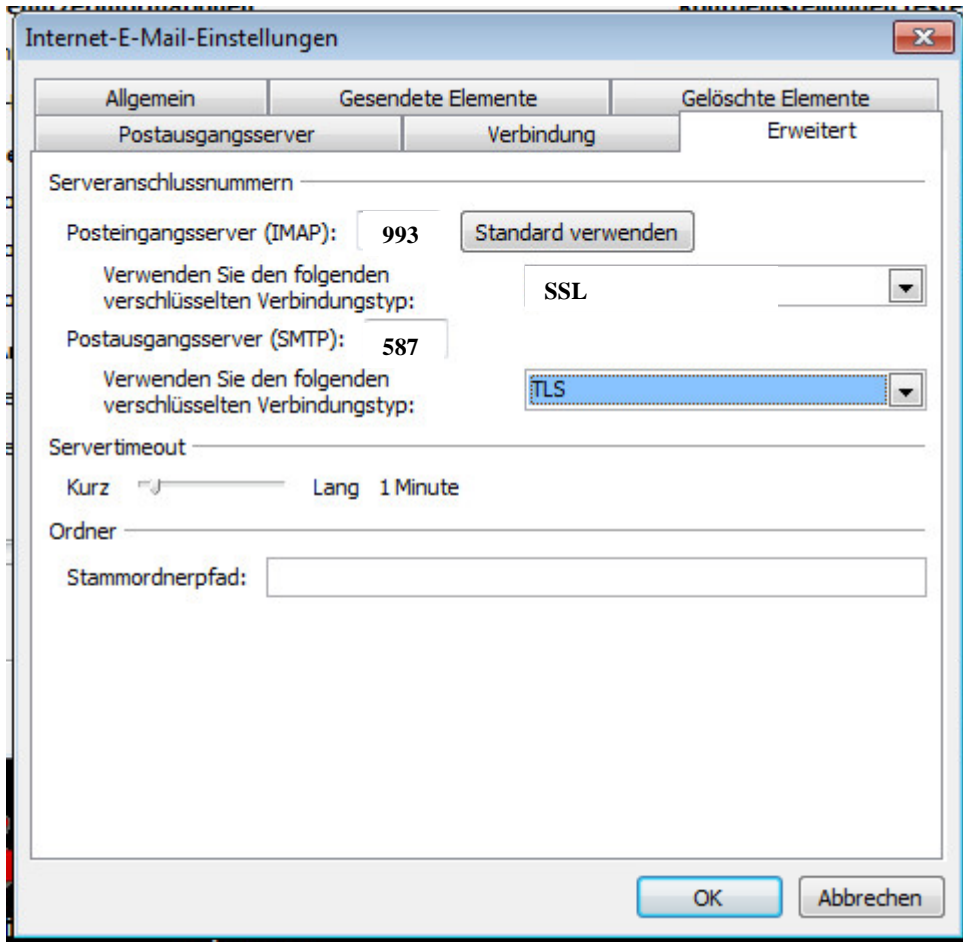 Internet-E-Mail-Einstellungen
Allgemein Gesendete Elemente Gelöschte Elemente
Postausgangsserver Verbindung Erweitert
Serveranschlussnummern
Posteingangsserver (IMAP): 993 Standard verwenden
Verwenden Sie den folgenden
verschlüsselten Verbindungstyp: SSL
Postausgangsserver (SMTP): 587
Verwenden Sie den folgenden
verschlüsselten Verbindungstyp: TLS
Servertimeout
Kurz Lang 1 Minute
Ordner
Stammordnerpfad:
OK Abbrechen